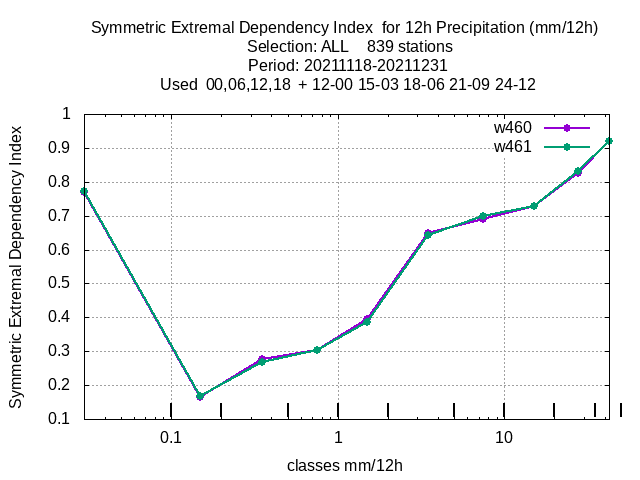 Symmetric Extremal Dependency Index  for 12h Precipitation (mm/12h)
Selection: ALL    839 stations
Period: 20211118-20211231
Used  00,06,12,18  + 12-00 15-03 18-06 21-09 24-12
Symmetric Extremal Dependency Index
1
0.9
0.8
0.7
0.6
0.5
0.4
0.3
0.2
0.1
w460
w461
0.1
1
10
classes mm/12h